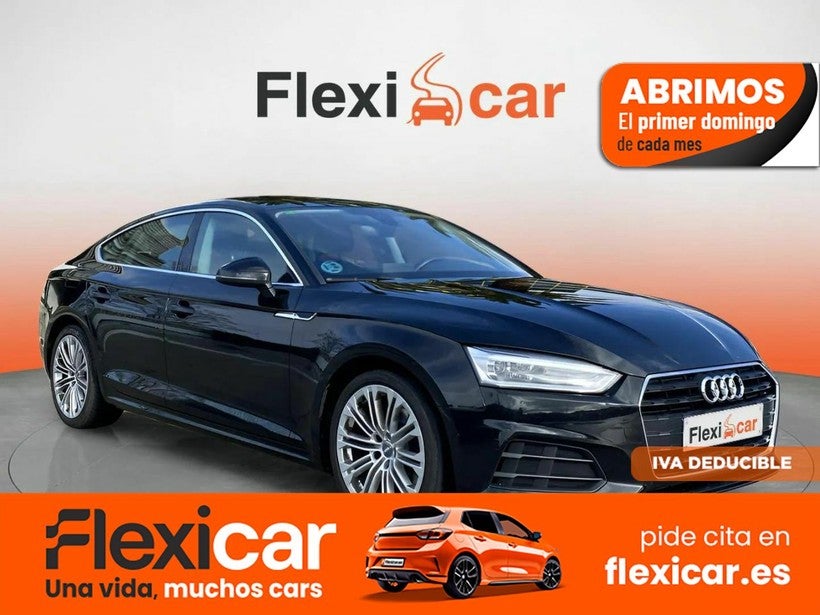 Flexicar
ABRIMOS
El primer domingo
de cada mes
Flexicar
IVA DEDUCIBLE
Flexicar
Una vida, muchos cars
pide cita en
flexicar.es